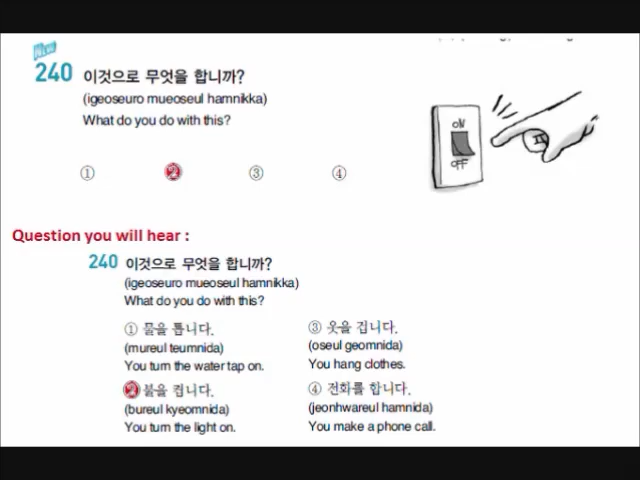 New
240 이것으로 무엇을 합니까?
(igeoseuro mueoseul hamnikka)
What do you do with this?
ON
OFF
① ② ③ ④
Question you will hear :
240 이것으로 무엇을 합니까?
(igeoseuro mueoseul hamnikka)
What do you do with this?
① 물을 틉니다.
(mureul teumnida)
You turn the water tap on.
② 불을 켭니다.
(bureul kyeomnida)
You turn the light on.
③ 옷을 겁니다.
(oseul geomnida)
You hang clothes.
④ 전화를 합니다.
(jeonhwareul hamnida)
You make a phone call.